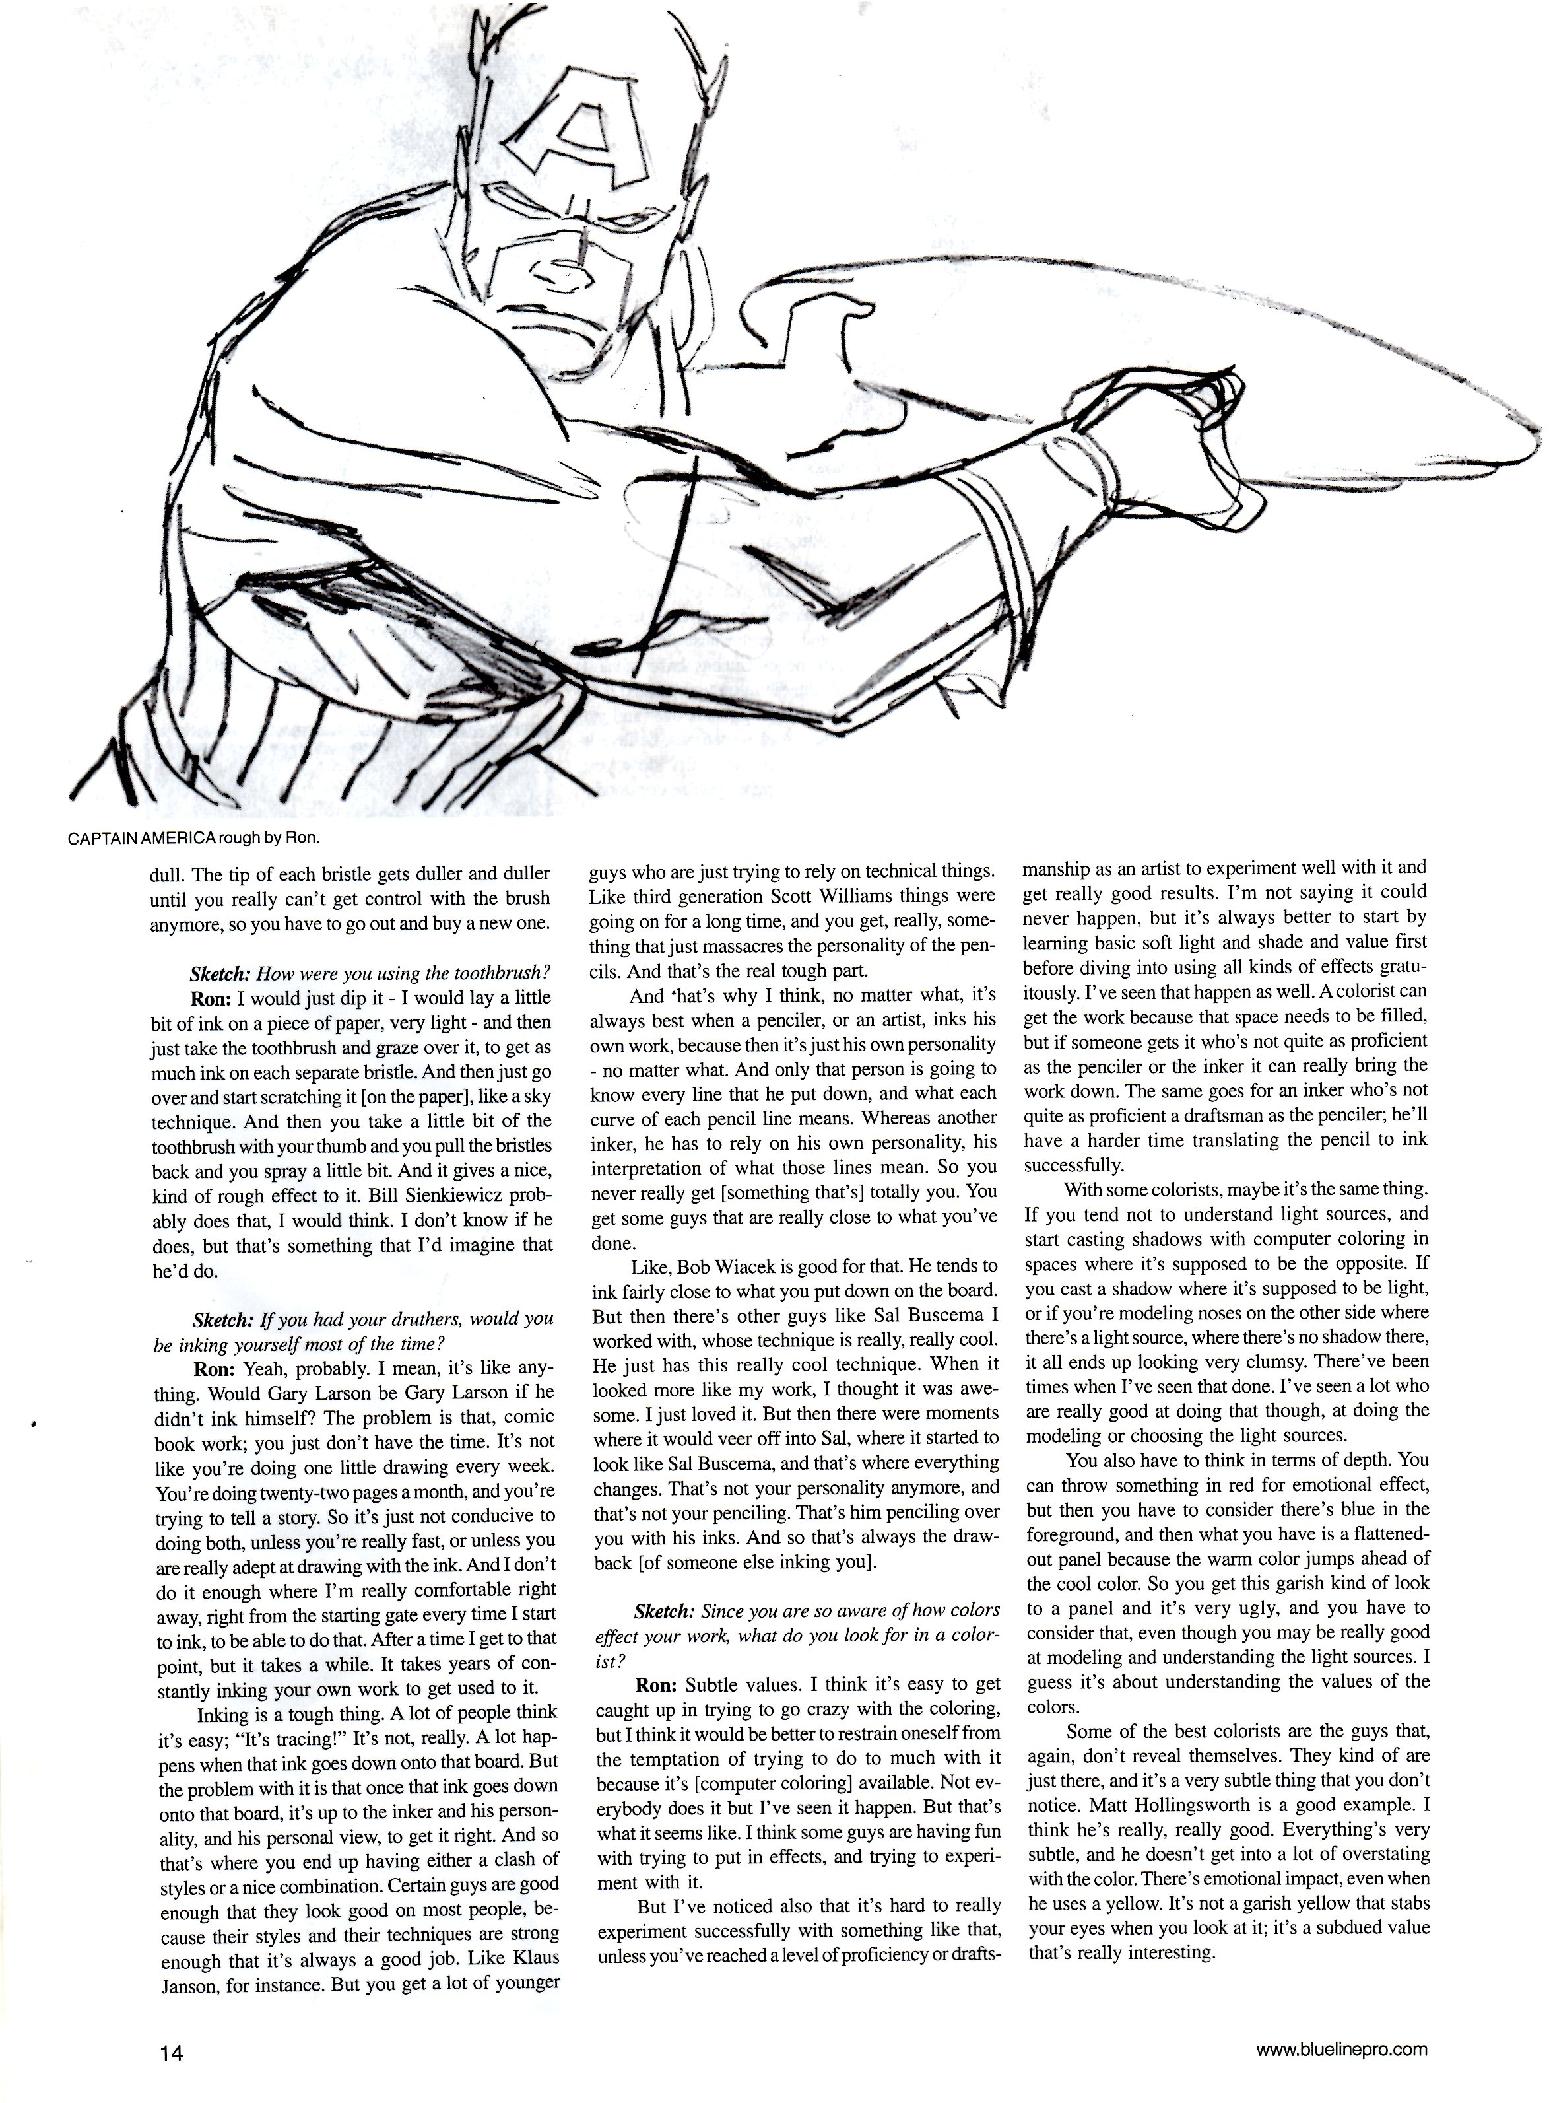 A
CAPTAIN AMERICA rough by Ron.
dull. The tip of each bristle gets duller and duller
until you really can't get control with the brush
anymore, so you have to go out and buy a new one.
Sketch: How were you using the toothbrush?
Ron: I would just dip it - I would lay a little
bit of ink on a piece of paper, very light - and then
just take the toothbrush and graze over it, to get as
much ink on each separate bristle. And then just go
over and start scratching it [on the paper], like a sky
technique. And then you take a little bit of the
toothbrush with your thumb and you pull the bristles
back and you spray a little bit. And it gives a nice,
kind of rough effect to it. Bill Sienkiewicz prob-
ably does that, I would think. I don't know if he
does, but that's something that I'd imagine that
he'd do.
Sketch: If you had your druthers, would you
be inking yourself most of the time?
Ron: Yeah, probably. I mean, it's like any-
thing. Would Gary Larson be Gary Larson if he
didn't ink himself? The problem is that, comic
book work; you just don't have the time. It's not
like you're doing one little drawing every week.
You're doing twenty-two pages a month, and you're
trying to tell a story. So it's just not conducive to
doing both, unless you're really fast, or unless you
are really adept at drawing with the ink. And I don't
do it enough where I'm really comfortable right
away, right from the starting gate every time I start
to ink, to be able to do that. After a time I get to that
point, but it takes a while. It takes years of con-
stantly inking your own work to get used to it.
Inking is a tough thing. A lot of people think
it's easy; "It's tracing!" It's not, really. A lot hap-
pens when that ink goes down onto that board. But
the problem with it is that once that ink goes down
onto that board, it's up to the inker and his person-
ality, and his personal view, to get it right. And so
that's where you end up having either a clash of
styles or a nice combination. Certain guys are good
enough that they look good on most people, be-
cause their styles and their techniques are strong
enough that it's always a good job. Like Klaus
Janson, for instance. But you get a lot of younger
guys who are just trying to rely on technical things.
Like third generation Scott Williams things were
going on for a long time, and you get, really, some-
thing that just massacres the personality of the pen-
cils. And that's the real tough part.
And 'hat's why I think, no matter what, it's
always best when a penciler, or an artist, inks his
own work, because then it's just his own personality
- no matter what. And only that person is going to
know every line that he put down, and what each
curve of each pencil line means. Whereas another
inker, he has to rely on his own personality, his
interpretation of what those lines mean. So you
never really get [something that's] totally you. You
get some guys that are really close to what you've
done.
Like, Bob Wiacek is good for that. He tends to
ink fairly close to what you put down on the board.
But then there's other guys like Sal Buscema I
worked with, whose technique is really, really cool.
He just has this really cool technique. When it
looked more like my work, I thought it was awe-
some. I just loved it. But then there were moments
where it would veer off into Sal, where it started to
look like Sal Buscema, and that's where everything
changes. That's not your personality anymore, and
that's not your penciling. That's him penciling over
you with his inks. And so that's always the draw-
back [of someone else inking you].
Sketch: Since you are so aware of how colors
effect your work, what do you look for in a color-
ist?
Ron: Subtle values. I think it's easy to get
caught up in trying to go crazy with the coloring,
but I think it would be better to restrain oneself from
the temptation of trying to do to much with it
because it's [computer coloring] available. Not ev-
erybody does it but I've seen it happen. But that's
what it seems like. I think some guys are having fun
with trying to put in effects, and trying to experi-
ment with it.
But I've noticed also that it's hard to really
experiment successfully with something like that,
unless you've reached a level of proficiency or drafts-
manship as an artist to experiment well with it and
get really good results. I'm not saying it could
never happen, but it's always better to start by
learning basic soft light and shade and value first
before diving into using all kinds of effects gratu-
itously. I've seen that happen as well. A colorist can
get the work because that space needs to be filled,
but if someone gets it who's not quite as proficient
as the penciler or the inker it can really bring the
work down. The same goes for an inker who's not
quite as proficient a draftsman as the penciler; he'll
have a harder time translating the pencil to ink
successfully.
With some colorists, maybe it's the same thing.
If you tend not to understand light sources, and
start casting shadows with computer coloring in
spaces where it's supposed to be the opposite. If
you cast a shadow where it's supposed to be light,
or if you're modeling noses on the other side where
there's a light source, where there's no shadow there,
it all ends up looking very clumsy. There've been
times when I've seen that done. I've seen a lot who
are really good at doing that though, at doing the
modeling or choosing the light sources.
You also have to think in terms of depth. You
can throw something in red for emotional effect,
but then you have to consider there's blue in the
foreground, and then what you have is a flattened-
out panel because the warm color jumps ahead of
the cool color. So you get this garish kind of look
to a panel and it's very ugly, and you have to
consider that, even though you may be really good
at modeling and understanding the light sources. I
guess it's about understanding the values of the
colors.
Some of the best colorists are the guys that,
again, don't reveal themselves. They kind of are
just there, and it's a very subtle thing that you don't
notice. Matt Hollingsworth is a good example. I
think he's really, really good. Everything's very
subtle, and he doesn't get into a lot of overstating
with the color. There's emotional impact, even when
he uses a yellow. It's not a garish yellow that stabs
your eyes when you look at it; it's a subdued value
that's really interesting.
14
www.bluelinepro.com